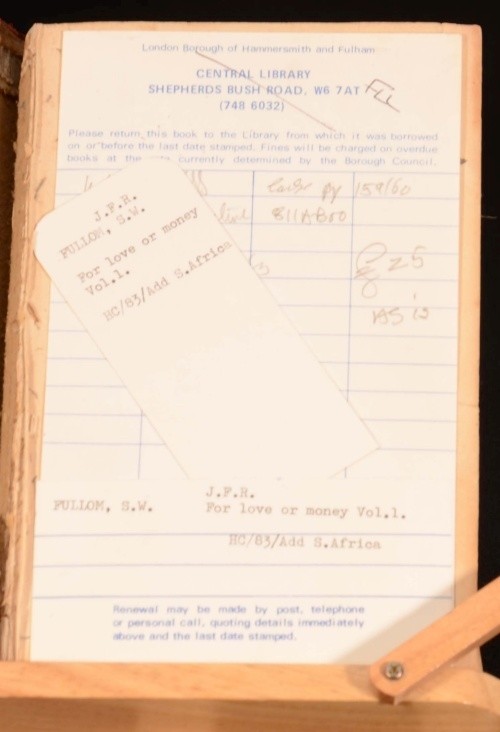 London Borough of Hammersmith and Fulham
CENTRAL LIBRARY
SHEPHERDS BUSH ROAD, W6 7AT
(748 6032)
Please return this book to the Library from which it was borrowed
on or before the last date stamped. Fines will be charged on overdue
books at the currently determined by the Borough Council.
159/60
811AB50
25
J.F.R.
FULLOM, S.W.
For love or money
Vol.1.
HC/83/Add S.Africa
J.F.R.
FULLOM, S.W. For love or money Vol.1.
HC/83/Add S.Africa
Renewal may be made by post, telephone
or personal call, quoting details immediately
above and the last date stamped.